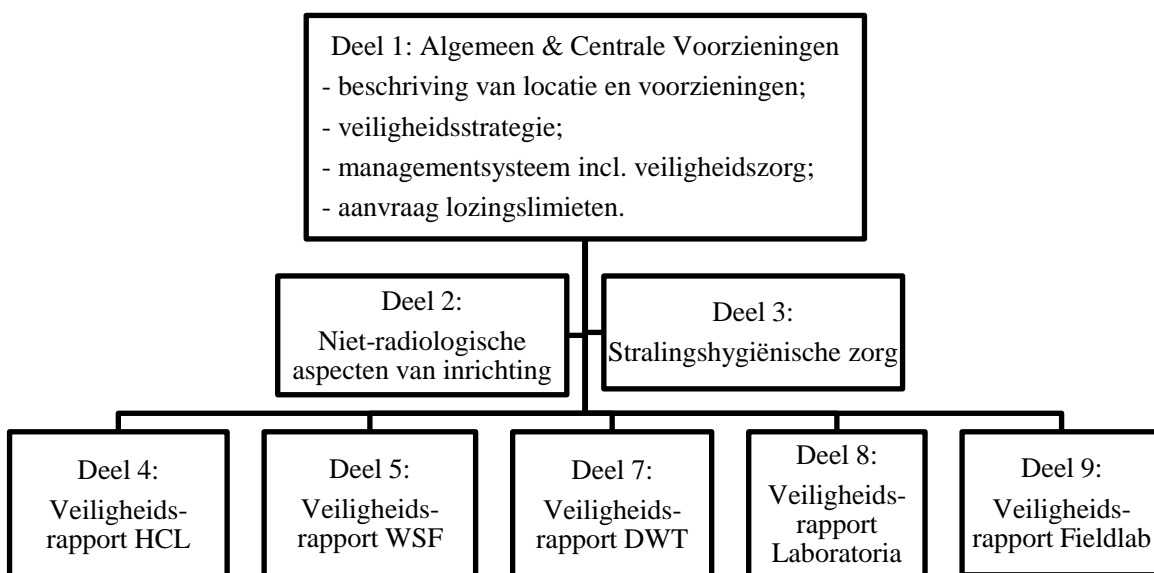 Deel 1: Algemeen & Centrale Voorzieningen
- beschriving van locatie en voorzieningen;
- veiligheidsstrategie;
- managementsysteem incl. veiligheidszorg;
- aanvraag lozingslimieten.
Deel 2:
Niet-radiologische
aspecten van inrichting
Deel 3:
Stralingshygiënische zorg
Deel 4:
Veiligheids-
rapport HCL
Deel 5:
Veiligheids-
rapport WSF
Deel 7:
Veiligheids-
rapport DWT
Deel 8:
Veiligheids-
rapport
Laboratoria
Deel 9:
Veiligheids-
rapport Fieldlab